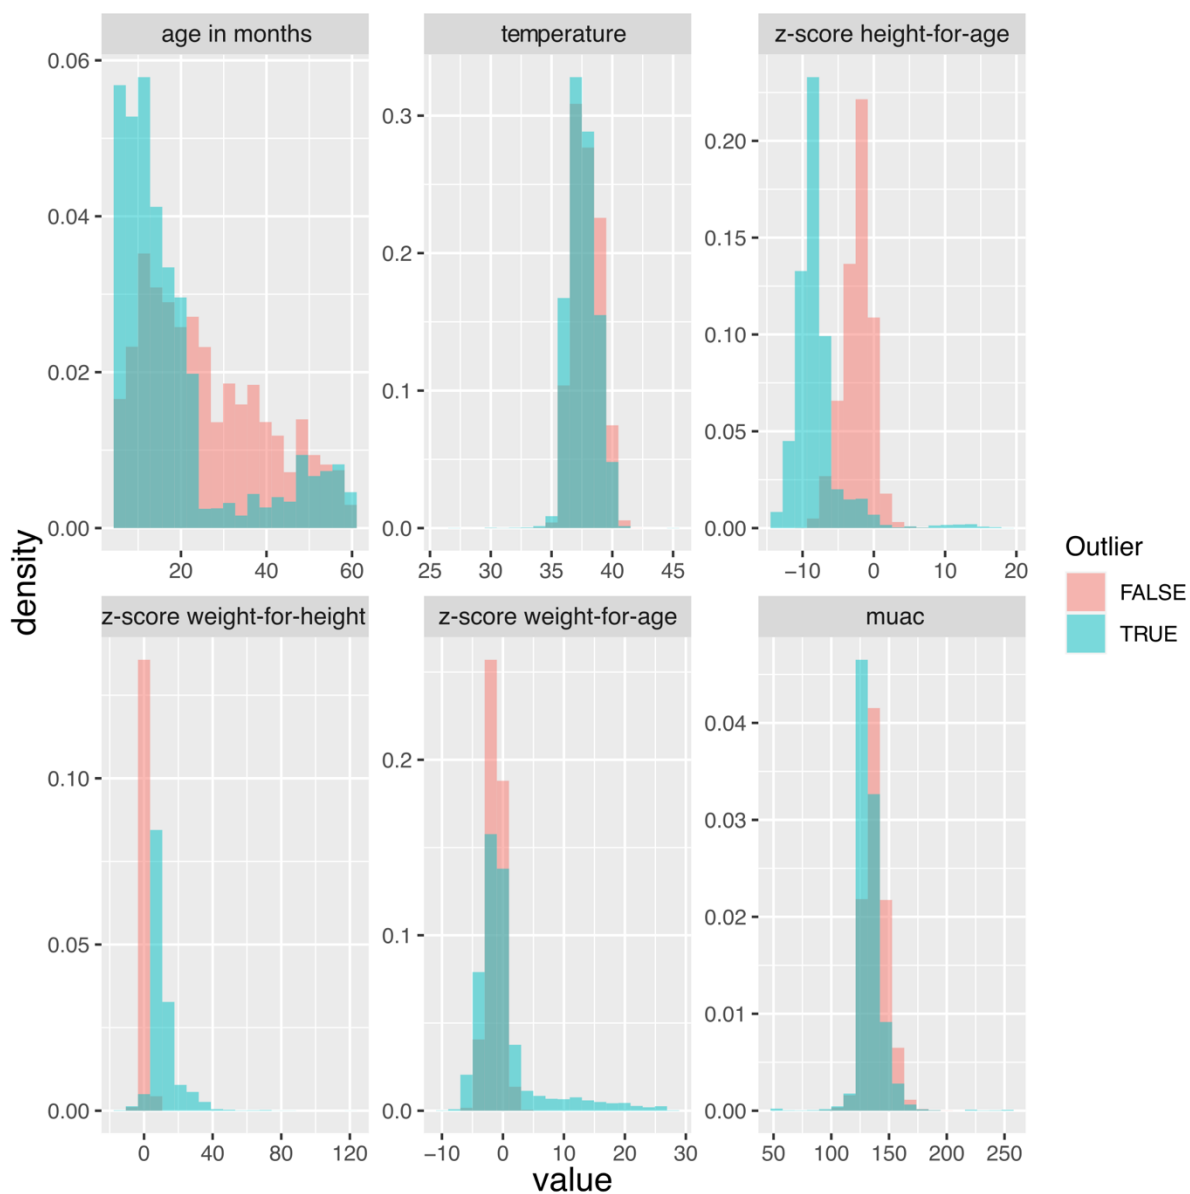 age in months
temperature
z-score height-for-age
0.06
0.04
0.02
0.00
0.3
0.2
0.1
0.0
0.20
0.15
0.10
0.05
0.00
20 40 60
25 30 35 40 45
−10 0 10 20
z-score weight-for-height
z-score weight-for-age
muac
0.10
0.05
0.00
0.2
0.1
0.0
0.04
0.03
0.02
0.01
0.00
0 40 80 120
−10 0 10 20 30
50 100 150 200 250
density
value
Outlier
FALSE
TRUE